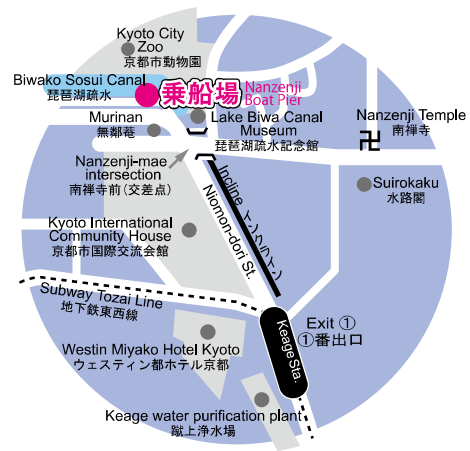 Kyoto City
Zoo
京都市動物園
Biwako Sosui Canal
琵琶湖疏水
乗船場
Nanzenji
Boat Pier
Lake Biwa Canal
Museum
琵琶湖疏水記念館
Murinan
無鄰菴
Nanzenji Temple
卍
南禅寺
Nanzenji-mae
intersection
南禅寺前(交差点)
Suirokaku
水路閣
Incline インクライン
Niomon-dori St.
Kyoto International
Community House
京都市国際交流会館
Subway Tozai Line
地下鉄東西線
Keage Sta.
Exit ①
①番出口
Westin Miyako Hotel Kyoto
ウェスティン都ホテル京都
Keage water purification plant
蹴上浄水場